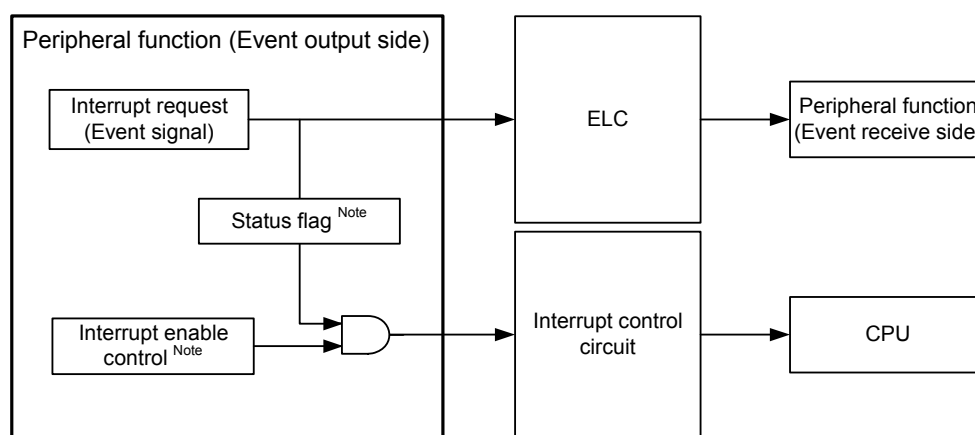 Peripheral function (Event output side)
Interrupt request
(Event signal)
ELC
Peripheral function
(Event receive side
Status flag Note
Interrupt enable
control Note
Interrupt control
circuit
CPU